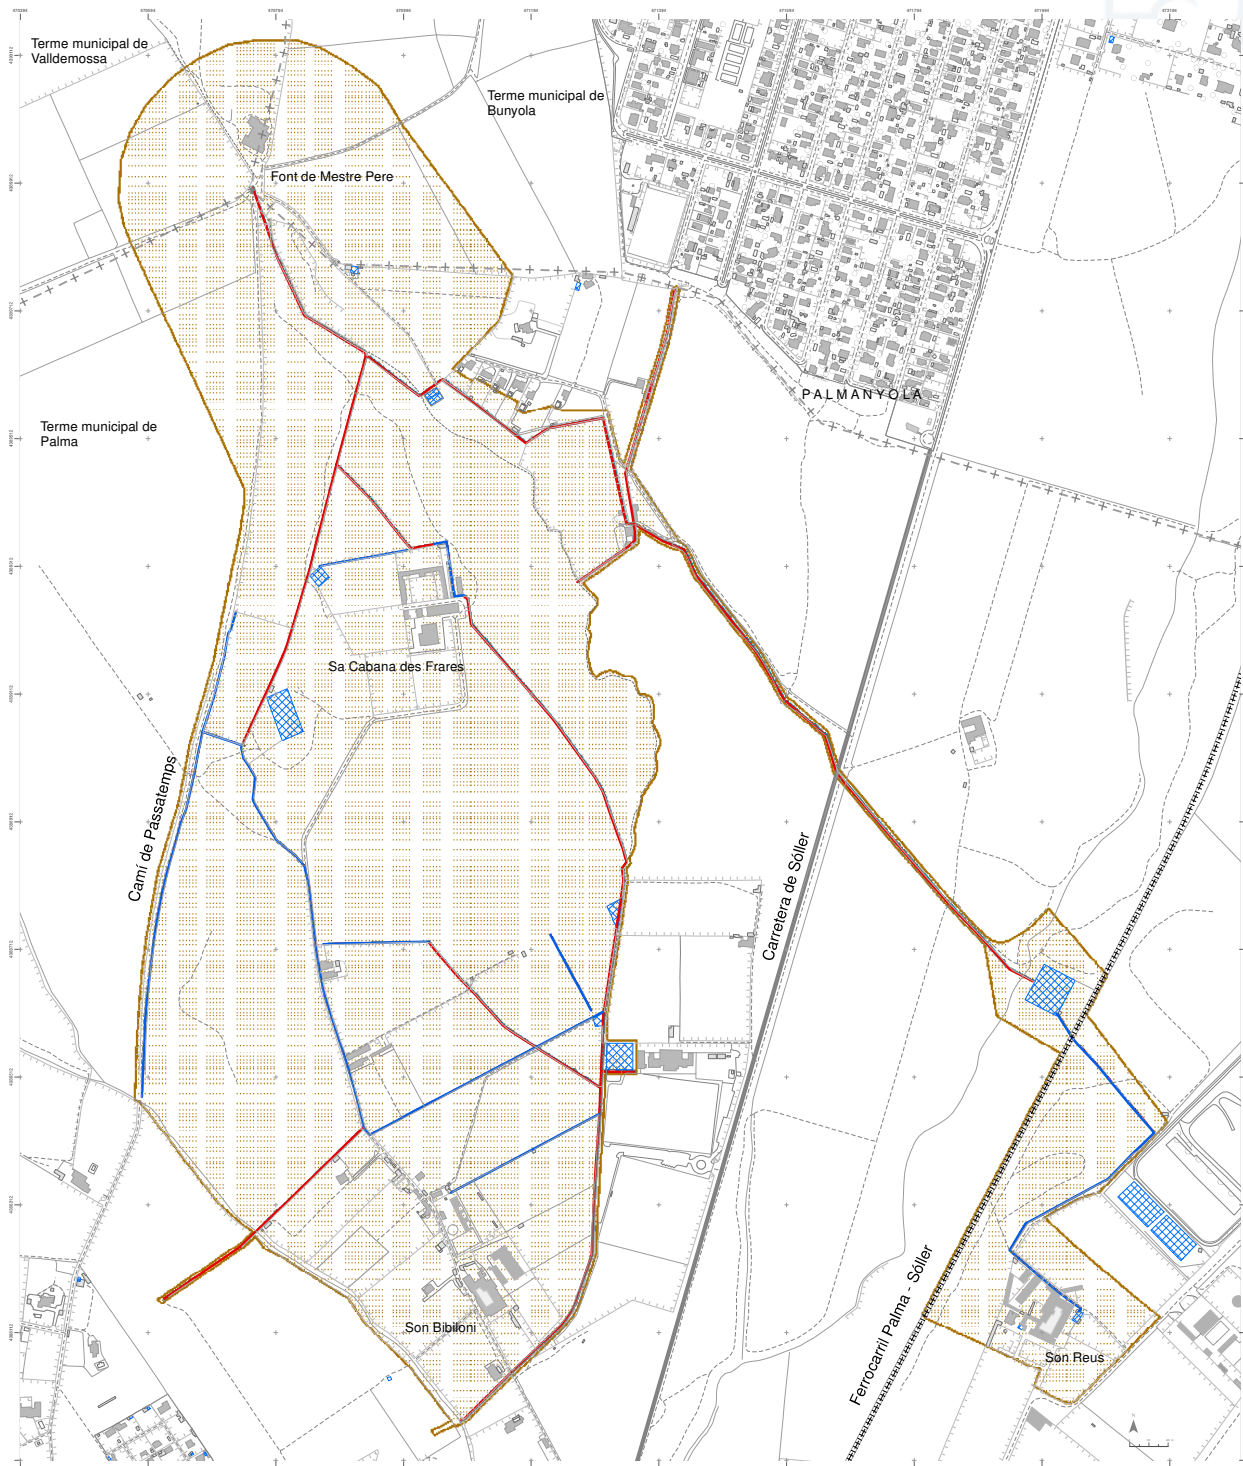 Terme municipal de
Valldemossa
Terme municipal de
Bunyola
Font de Mestre Pere
PALMANYOLA
Terme municipal de
Palma
Sa Cabana des Frares
Camí de Passatemps
Carretera de Sóller
Ferrocarril Palma - Sóller
Son Bibiloni
Son Reus